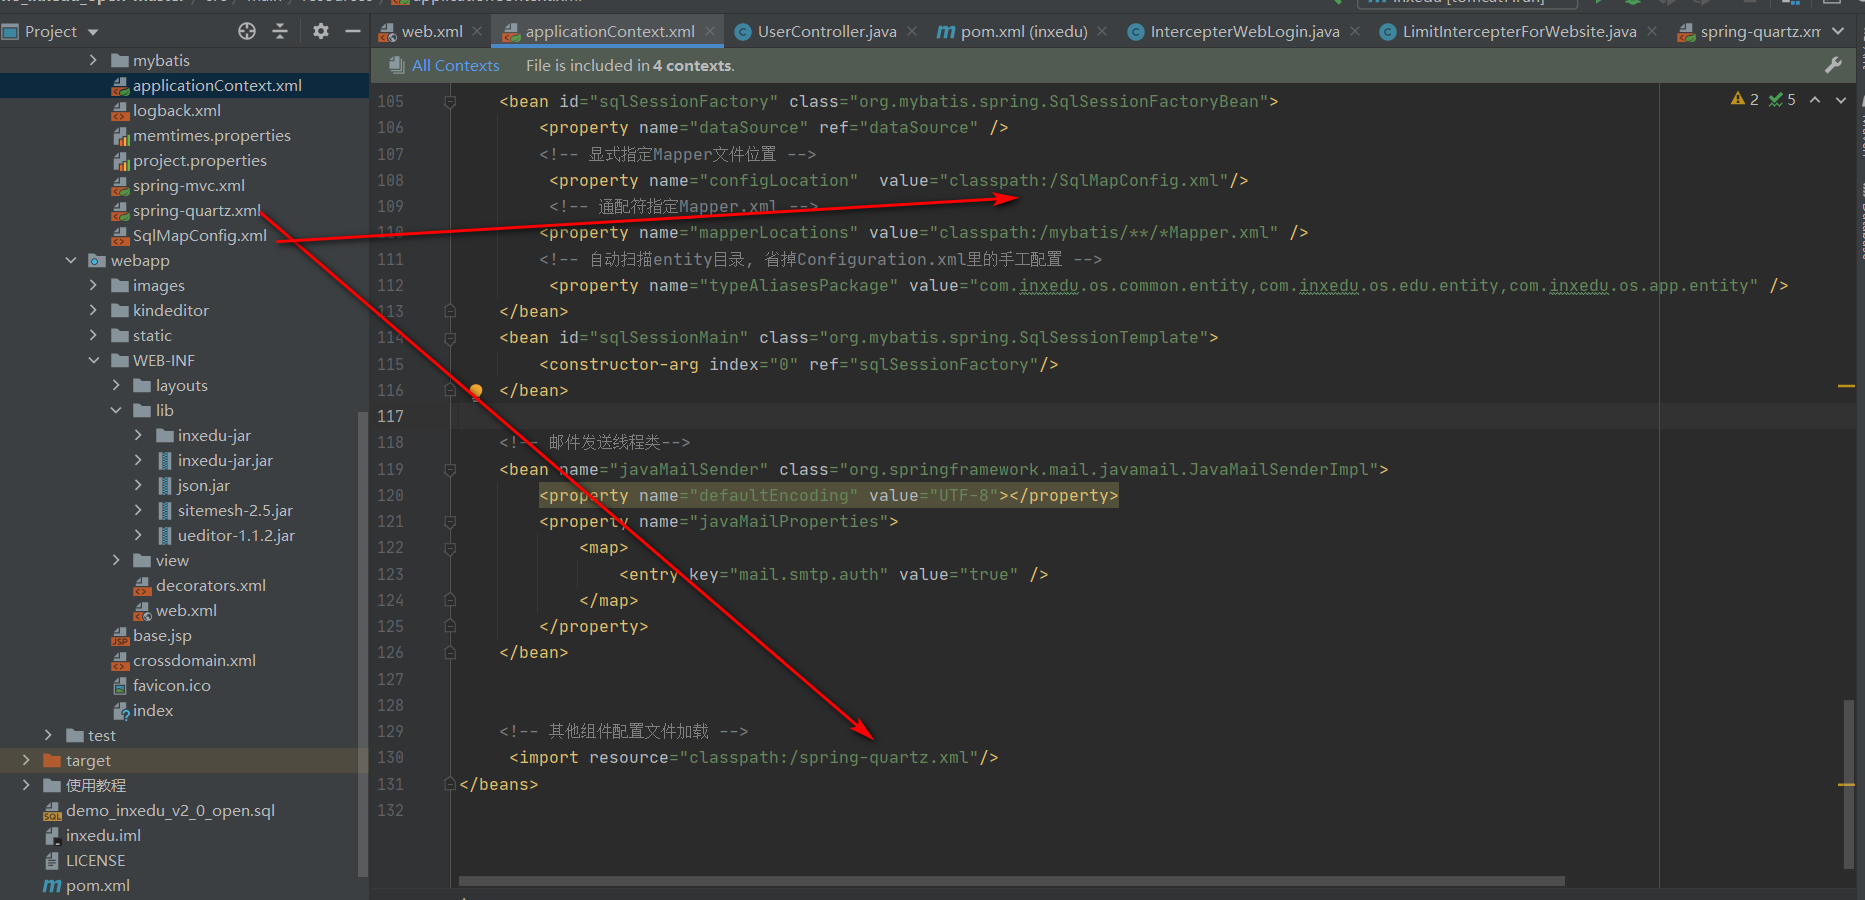 Project
web.xml
applicationContext.xml
UserController.java
pom.xml (inxedu)
IntercepterWebLogin.java
LimitIntercepterForWebsite.java
spring-quartz.xm
All Contexts File is included in 4 contexts.
2 5
mybatis
applicationContext.xml
logback.xml
memtimes.properties
project.properties
spring-mvc.xml
spring-quartz.xml
SqlMapConfig.xml
webapp
images
kindeditor
static
WEB-INF
layouts
lib
inxedu-jar
inxedu-jar.jar
json.jar
sitemesh-2.5.jar
ueditor-1.1.2.jar
view
decorators.xml
web.xml
base.jsp
crossdomain.xml
favicon.ico
index
test
target
使用教程
demo_inxedu_v2_0_open.sql
inxedu.iml
LICENSE
pom.xml
105 <bean id="sqlSessionFactory" class="org.mybatis.spring.SqlSessionFactoryBean">
106 <property name="dataSource" ref="dataSource" />
107 <!-- 显式指定Mapper文件位置 -->
108 <property name="configLocation" value="classpath:/SqlMapConfig.xml"/>
109 <!-- 通配符指定Mapper.xml -->
110 <property name="mapperLocations" value="classpath:/mybatis/**/*Mapper.xml" />
111 <!-- 自动扫描entity目录, 省掉Configuration.xml里的手工配置 -->
112 <property name="typeAliasesPackage" value="com.inxedu.os.common.entity,com.inxedu.os.edu.entity,com.inxedu.os.app.entity" />
113 </bean>
114 <bean id="sqlSessionMain" class="org.mybatis.spring.SqlSessionTemplate">
115 <constructor-arg index="0" ref="sqlSessionFactory"/>
116 </bean>
117
118 <!-- 邮件发送线程类-->
119 <bean name="javaMailSender" class="org.springframework.mail.javamail.JavaMailSenderImpl">
120 <property name="defaultEncoding" value="UTF-8"></property>
121 <property name="javaMailProperties">
122 <map>
123 <entry key="mail.smtp.auth" value="true" />
124 </map>
125 </property>
126 </bean>
127
128
129 <!-- 其他组件配置文件加载 -->
130 <import resource="classpath:/spring-quartz.xml"/>
131 </beans>
132